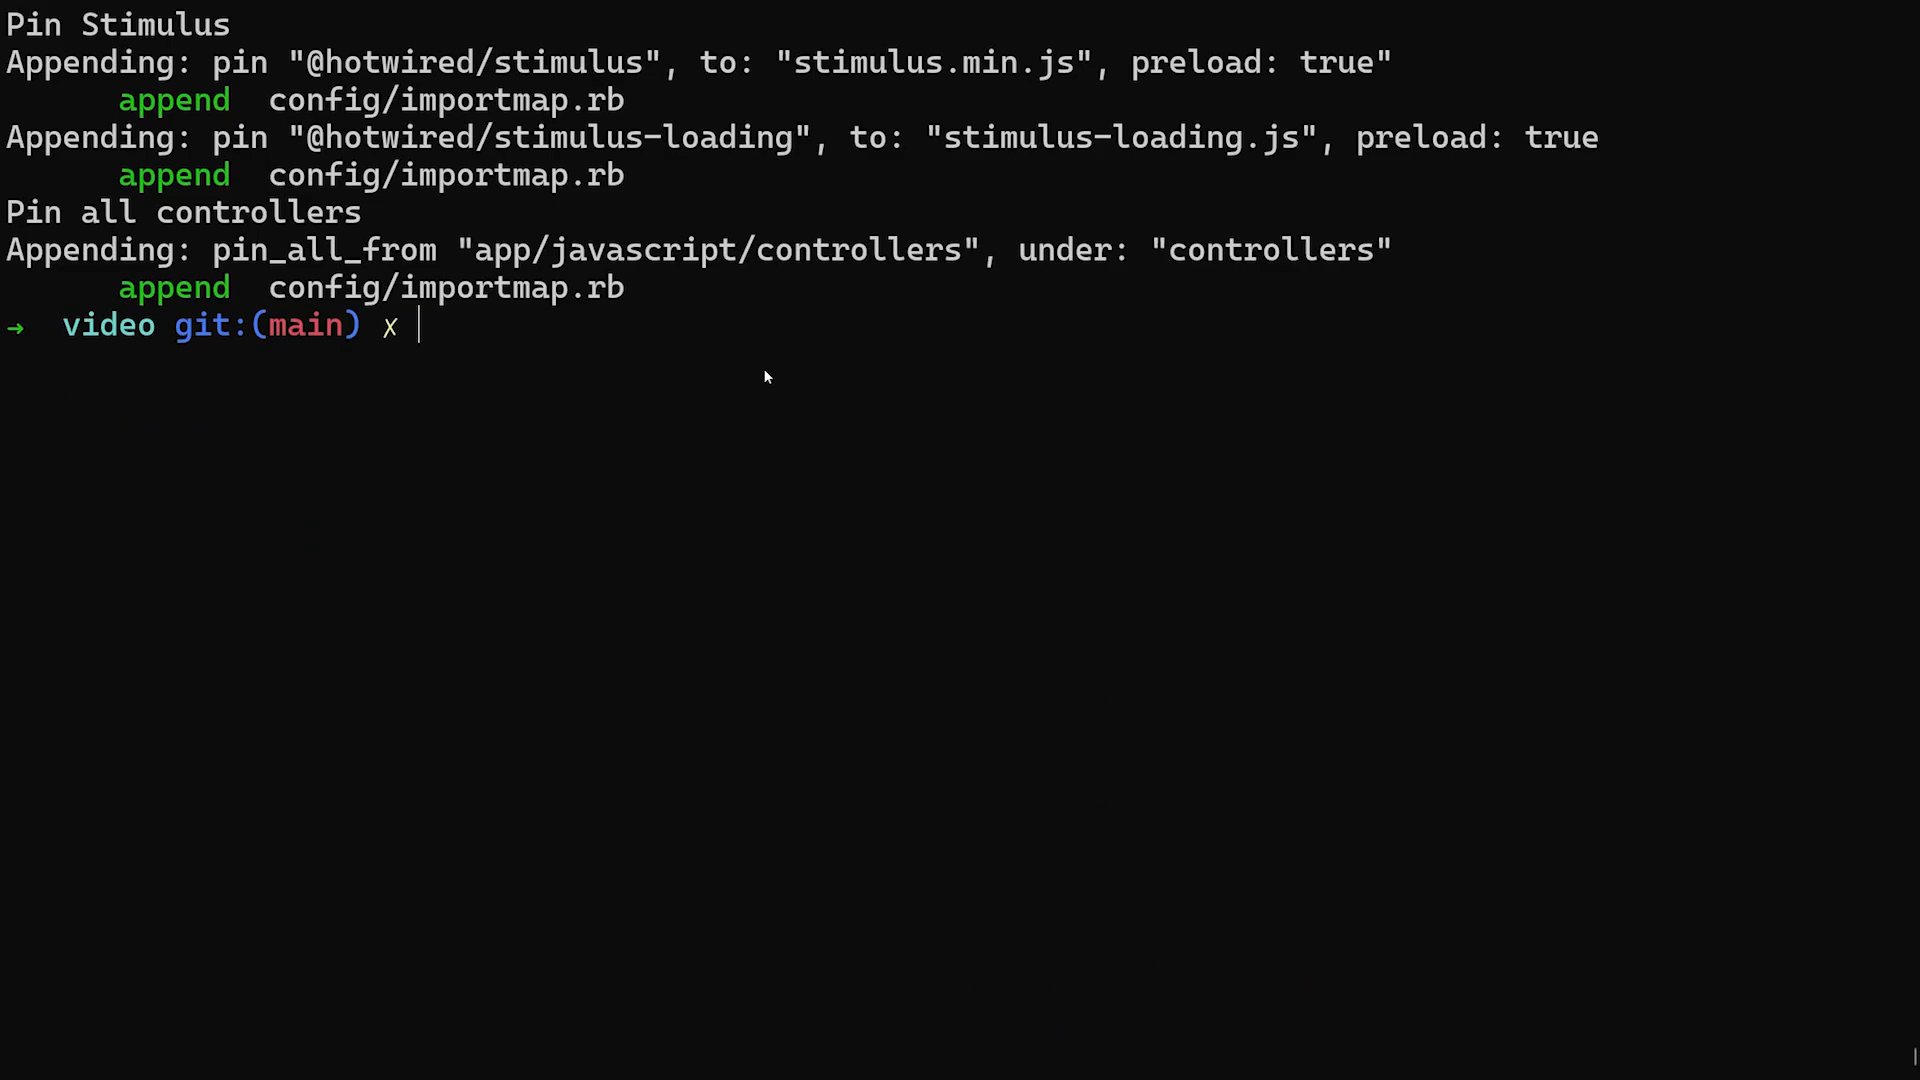 Pin Stimulus
Appending: pin "@hotwired/stimulus", to: "stimulus.min.js", preload: true"
append  config/importmap.rb
Appending: pin "@hotwired/stimulus-loading", to: "stimulus-loading.js", preload: true
append  config/importmap.rb
Pin all controllers
Appending: pin_all_from "app/javascript/controllers", under: "controllers"
append  config/importmap.rb
→  video git:(main) ✗